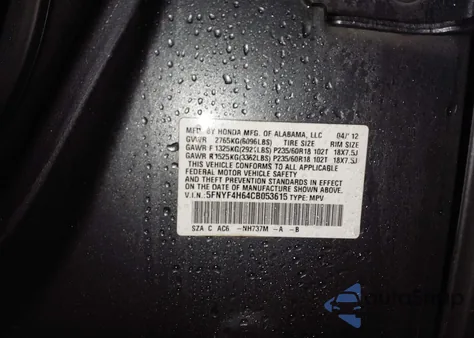 MFD. BY HONDA MFG. OF ALABAMA, LLC 04/12
GVWR 2765KG(6096LBS) TIRE SIZE RIM SIZE
GAWR F 1325KG(2921LBS) P235/60R18 102T 18X7.5J
GAWR R 1525KG(3362LBS) P235/60R18 102T 18X7.5J
THIS VEHICLE CONFORMS TO ALL APPLICABLE
FEDERAL MOTOR VEHICLE SAFETY STANDARDS IN EFFECT
ON THE DATE OF MANUFACTURE SHOWN ABOVE.
V.I.N.: 5FNYF4H64CB053615 TYPE: MPV
SZA C AC6 -NH737M -A -B